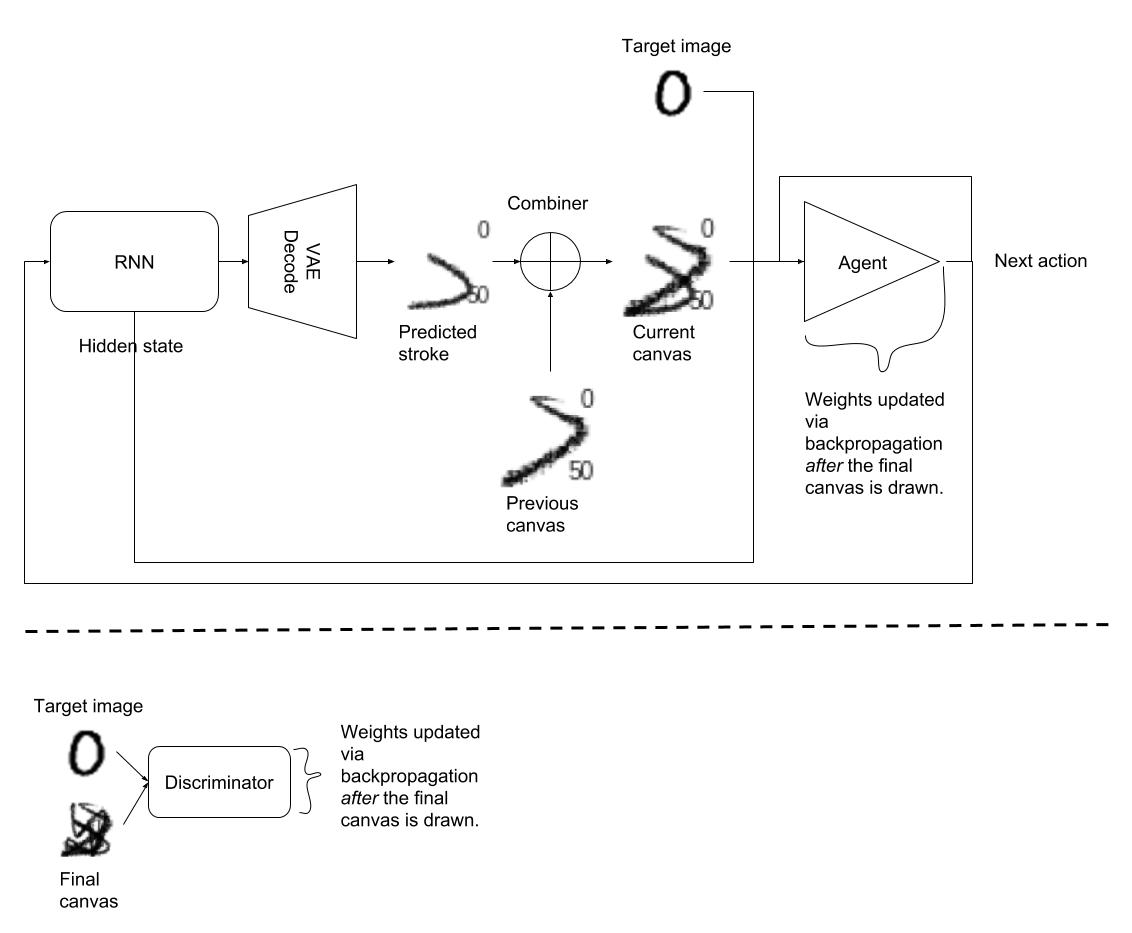 Target image
0
Combiner
0
0
RNN
VAE
Decode
Agent
Next action
50
50
Hidden state
Predicted
stroke
Current
canvas
0
50
Previous
canvas
Weights updated
via
backpropagation
after the final
canvas is drawn.
Target image
0
Discriminator
Final
canvas
Weights updated
via
backpropagation
after the final
canvas is drawn.